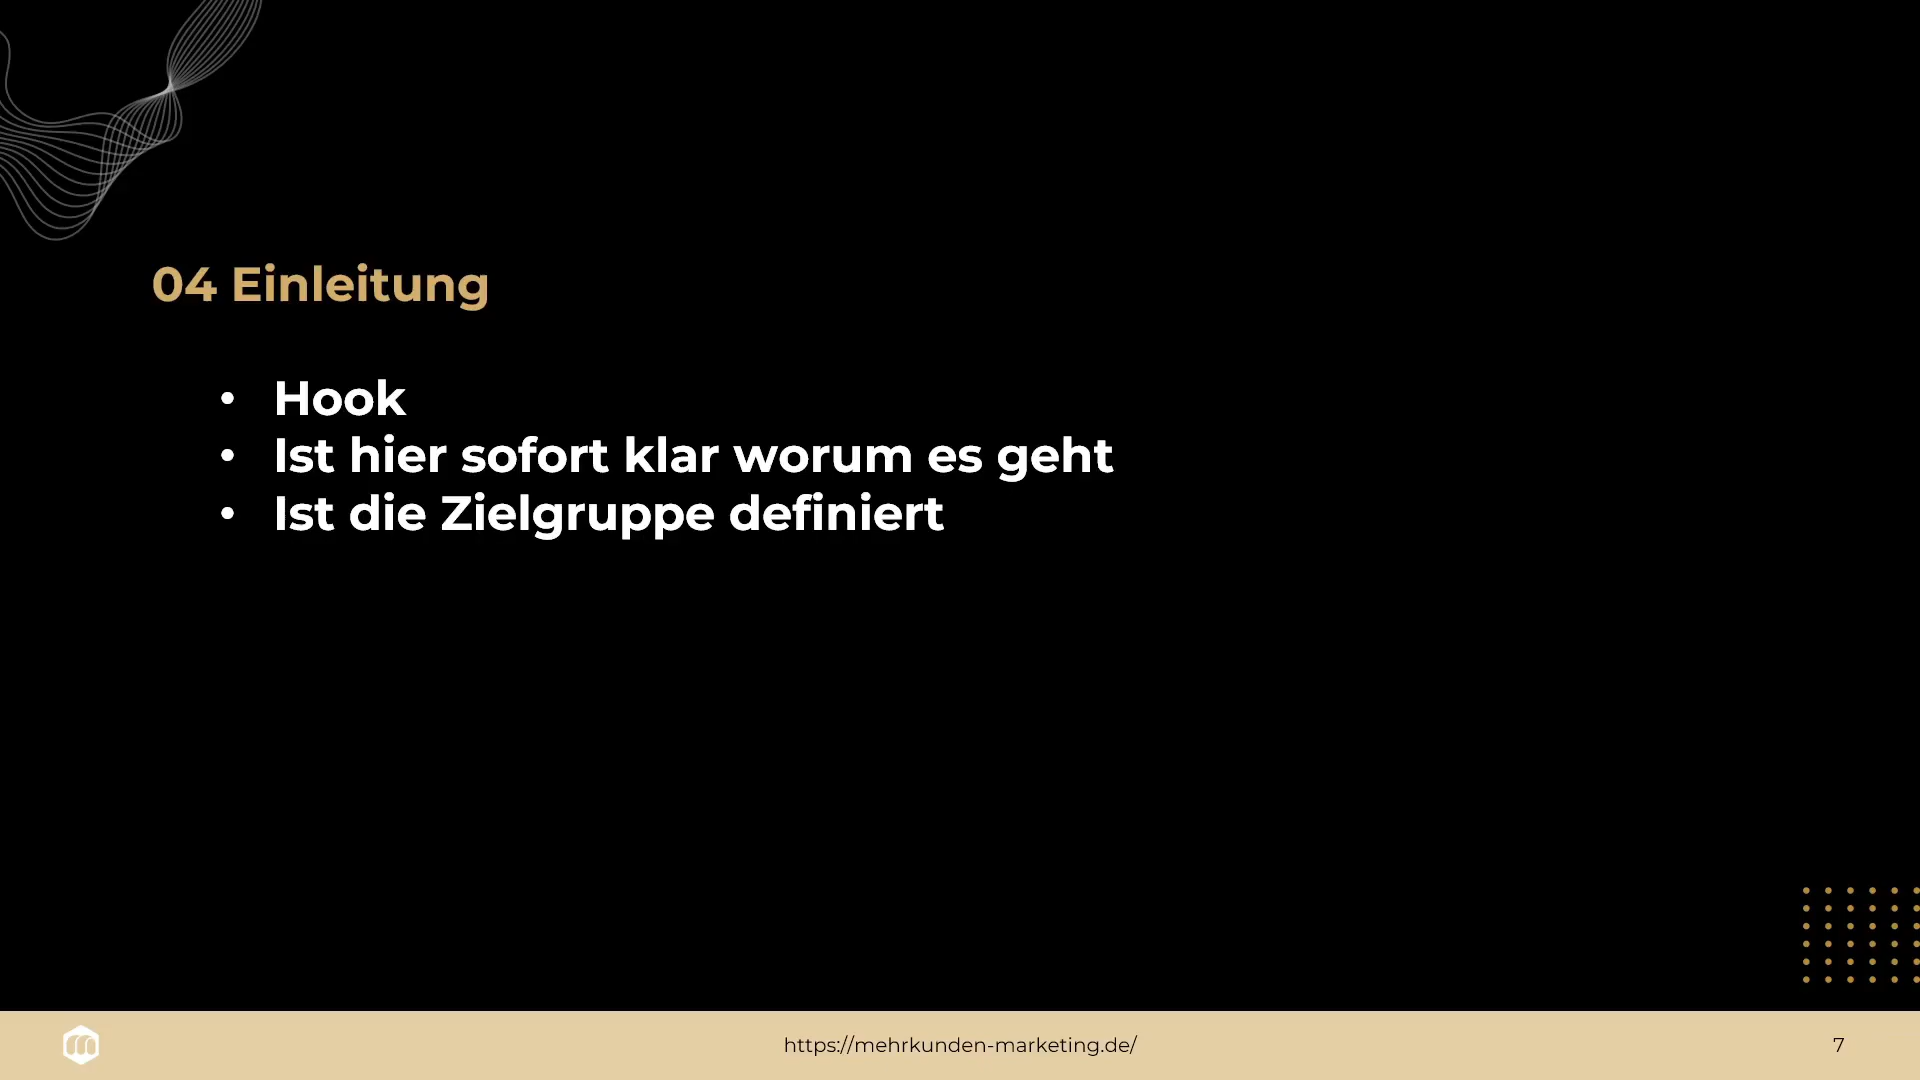 04 Einleitung
• Hook
• Ist hier sofort klar worum es geht
• Ist die Zielgruppe definiert
https://mehrkunden-marketing.de/
7